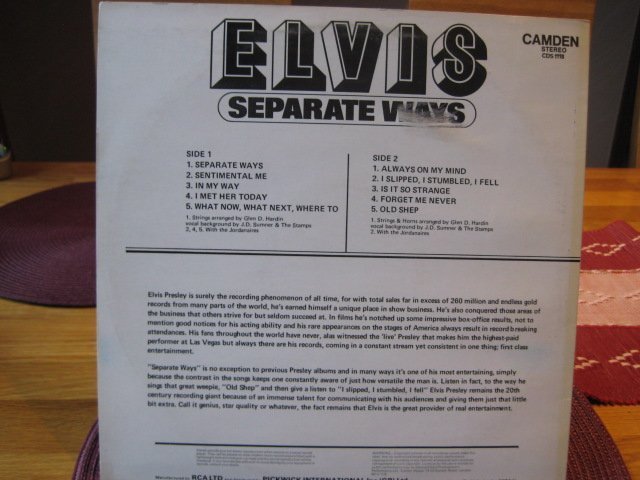 ELVIS
SEPARATE WAYS
CAMDEN
STEREO
CDS 1118
SIDE 1
1. SEPARATE WAYS
2. SENTIMENTAL ME
3. IN MY WAY
4. I MET HER TODAY
5. WHAT NOW, WHAT NEXT, WHERE TO
1. Strings arranged by Glen D. Hardin
vocal background by J.D. Sumner & The Stamps
2, 4, 5. With the Jordanaires
SIDE 2
1. ALWAYS ON MY MIND
2. I SLIPPED, I STUMBLED, I FELL
3. IS IT SO STRANGE
4. FORGET ME NEVER
5. OLD SHEP
1. Strings & Horns arranged by Glen D. Hardin
vocal background by J.D. Sumner & The Stamps
2. With the Jordanaires
Elvis Presley is surely the recording phenomenon of all time, for with total sales far in excess of 260 million and endless gold
records from many parts of the world, he's earned himself a unique place in show business. He's also conquered those areas of
the business that others strive for but seldom succeed at. In films he's notched up some impressive box-office results, not to
mention good notices for his acting ability and his rare appearances on the stages of America always result in record breaking
attendances. His fans throughout the world have never, alas witnessed the 'live' Presley that makes him the highest-paid
performer at Las Vegas but always there are his records, coming in a constant stream yet consistent in one thing; first class
entertainment.
"Separate Ways" is no exception to previous Presley albums and in many ways it's one of his most entertaining, simply
because the contrast in the songs keeps one constantly aware of just how versatile the man is. Listen in fact, to the way he
sings that great weepie, "Old Shep" and then give a listen to "I slipped, I stumbled, I fell" Elvis Presley remains the 20th
century recording giant because of an immense talent for communicating with his audiences and giving them just that little
bit extra. Call it genius, star quality or whatever, the fact remains that Elvis is the great provider of real entertainment.
RCA LTD PICKWICK INTERNATIONAL